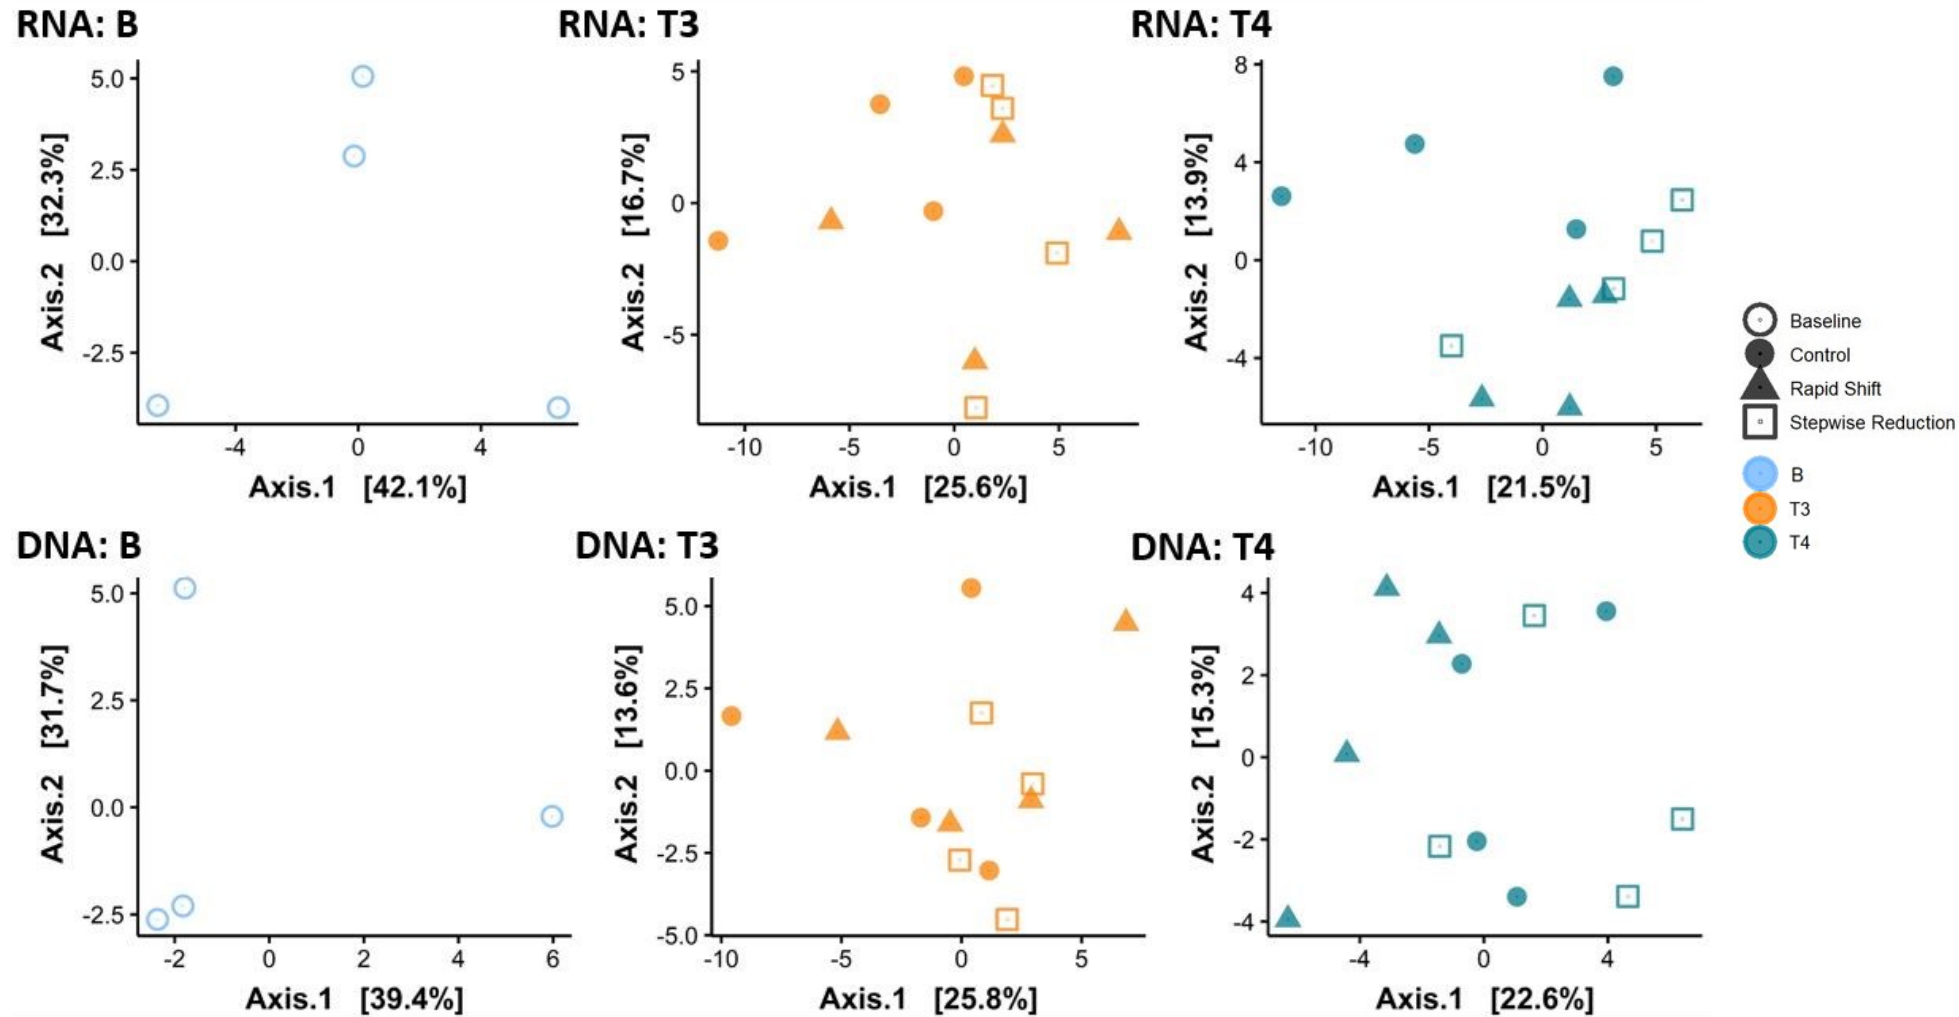 RNA: B
RNA: T3
RNA: T4
5.0
2.5
0.0
-2.5
Axis.2 [32.3%]
-4
0
4
Axis.1 [42.1%]
5
0
-5
Axis.2 [16.7%]
-10
-5
0
5
Axis.1 [25.6%]
8
4
0
-4
Axis.2 [13.9%]
-10
-5
0
5
Axis.1 [21.5%]
Baseline
Control
Rapid Shift
Stepwise Reduction
B
T3
T4
DNA: B
DNA: T3
DNA: T4
5.0
2.5
0.0
-2.5
Axis.2 [31.7%]
-2
0
2
4
6
Axis.1 [39.4%]
5.0
2.5
0.0
-2.5
-5.0
Axis.2 [13.6%]
-10
-5
0
5
Axis.1 [25.8%]
4
2
0
-2
-4
Axis.2 [15.3%]
-4
0
4
Axis.1 [22.6%]